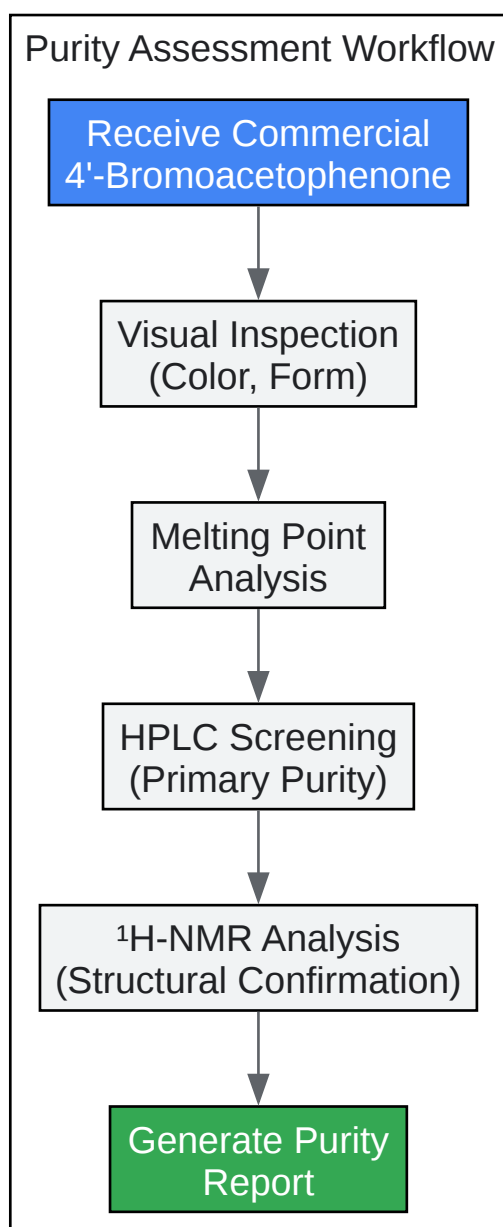 Purity Assessment Workflow
Receive Commercial
4'-Bromoacetophenone
Visual Inspection
(Color, Form)
Melting Point
Analysis
HPLC Screening
(Primary Purity)
¹H-NMR Analysis
(Structural Confirmation)
Generate Purity
Report